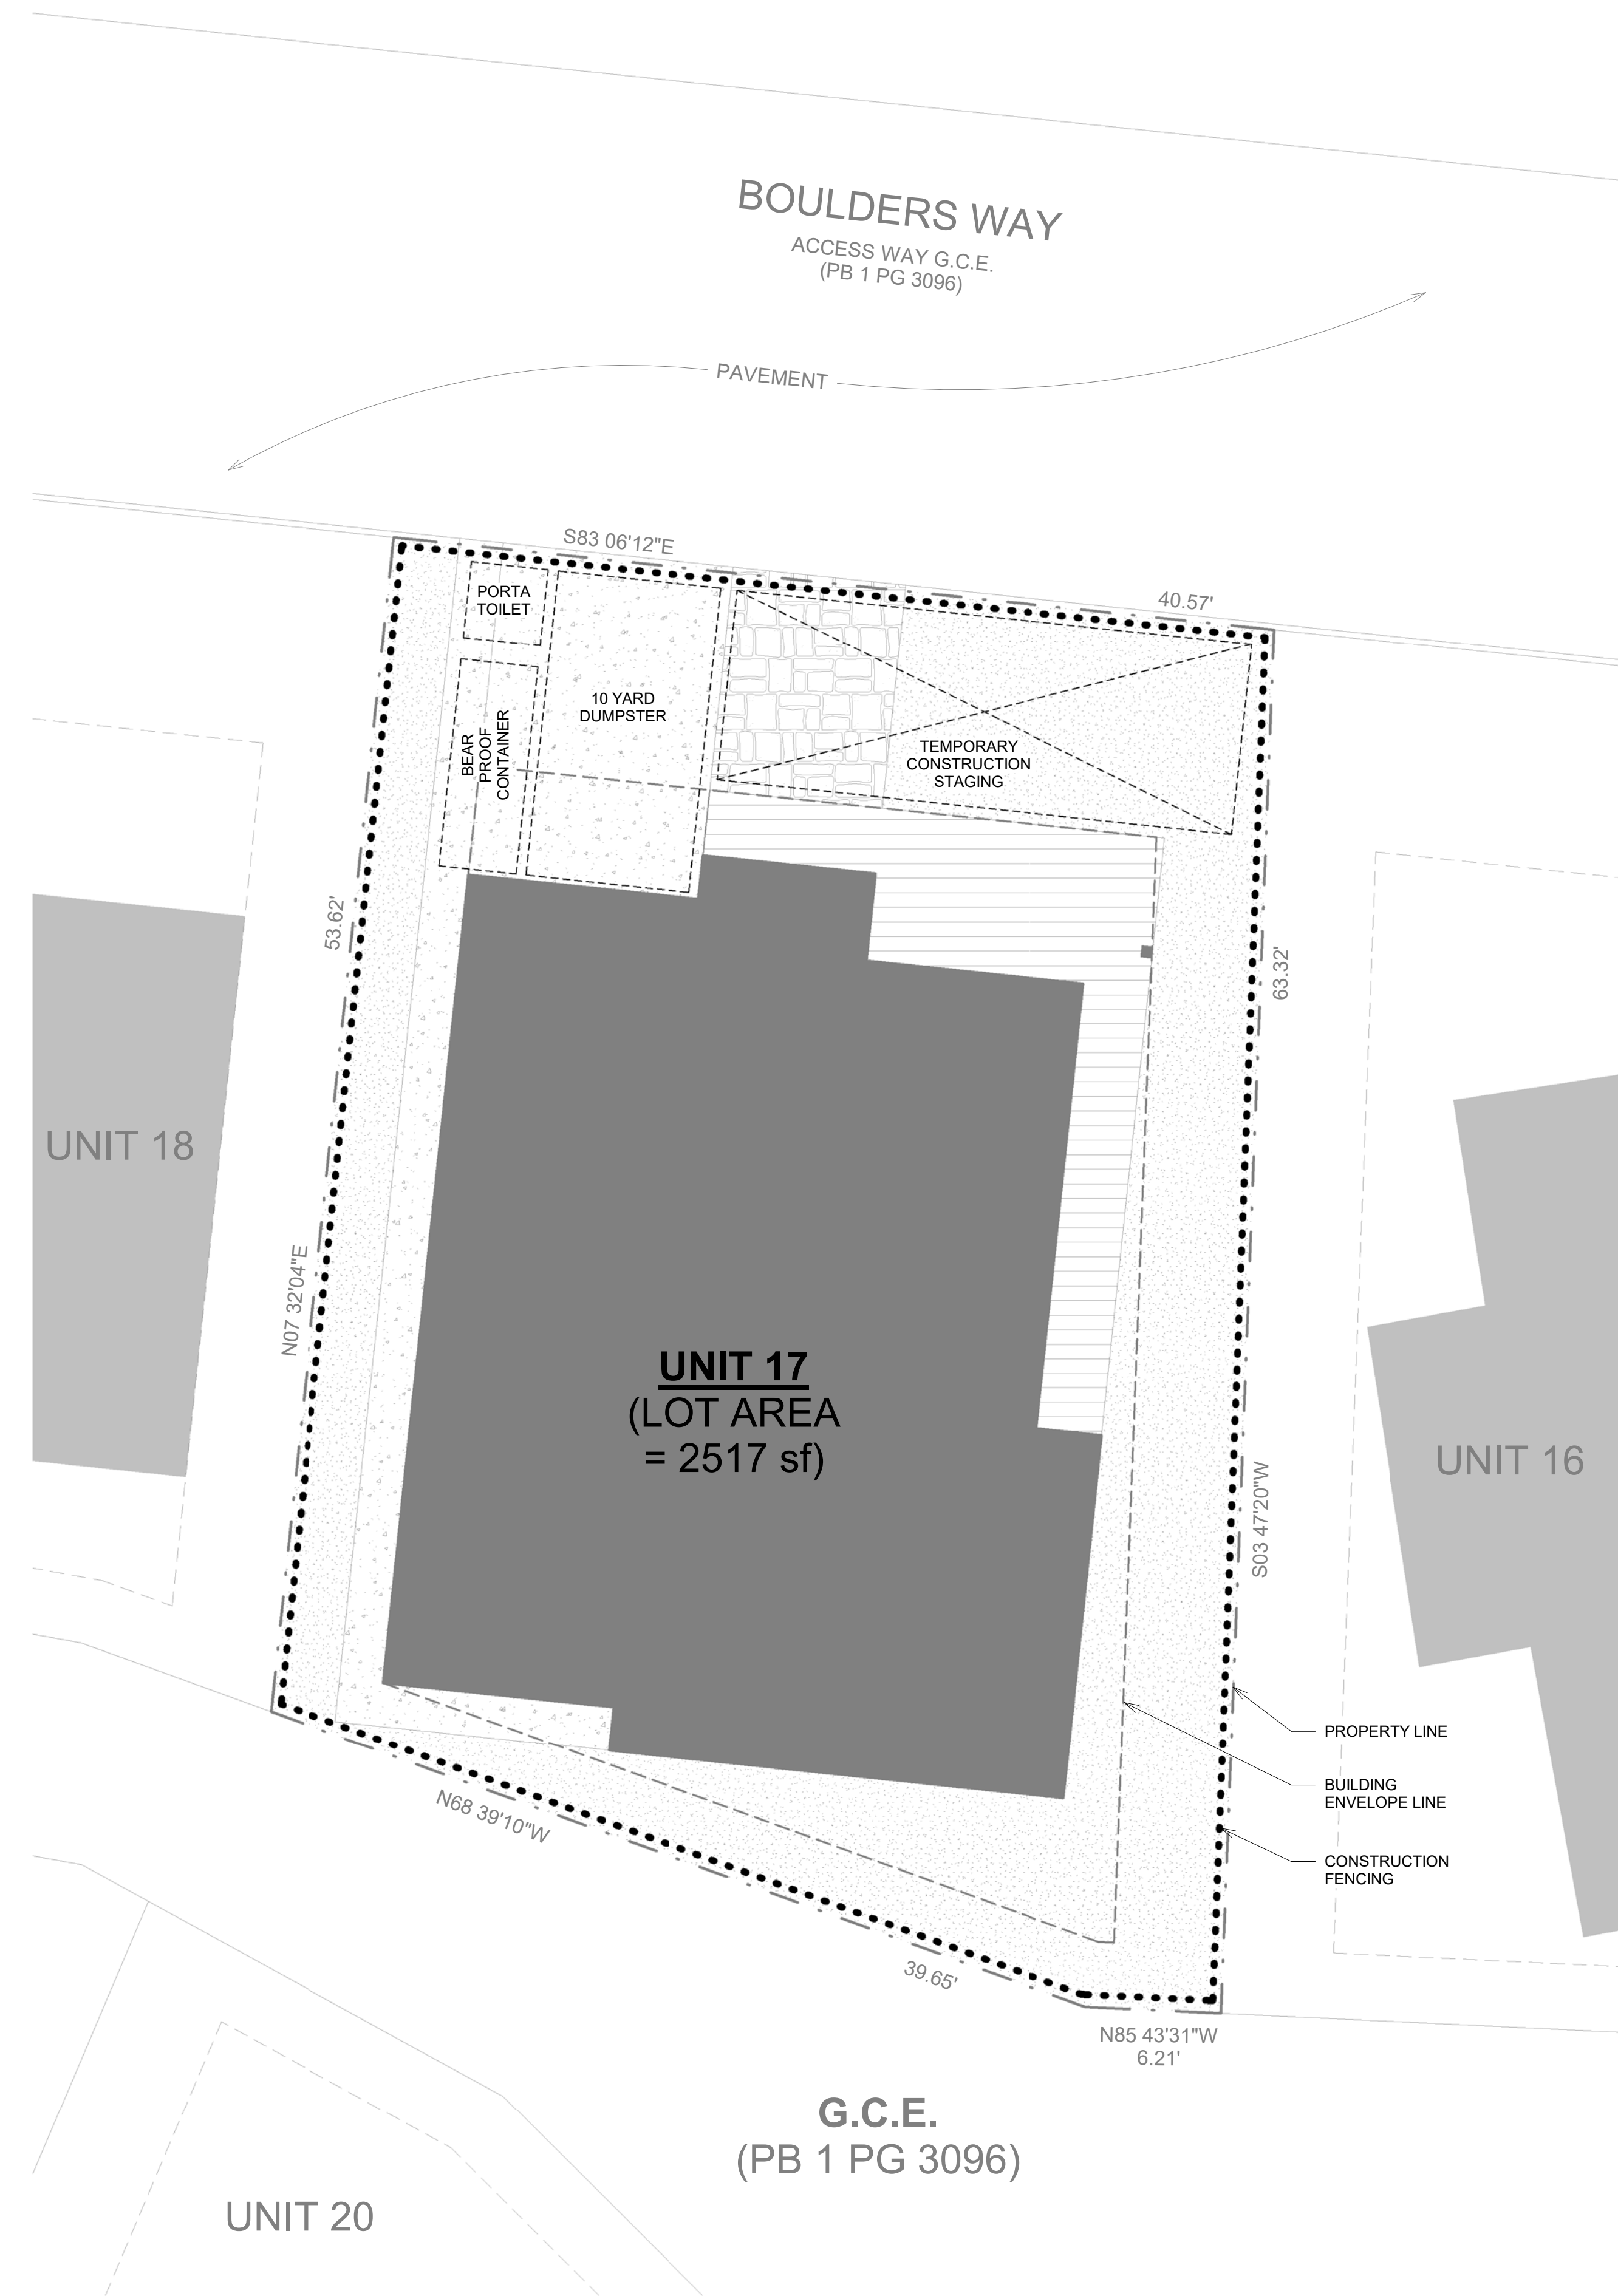 BOULDERS WAY
ACCESS WAY G.C.E.
(PB 1 PG 3096)
PAVEMENT
S83 06'12"E
40.57'
PORTA
TOILET
10 YARD
DUMPSTER
BEAR
PROOF
CONTAINER
TEMPORARY
CONSTRUCTION
STAGING
53.62'
63.32'
UNIT 18
N07 32'04"E
UNIT 17
(LOT AREA
= 2517 sf)
UNIT 16
S03 47'20"W
PROPERTY LINE
BUILDING
ENVELOPE LINE
CONSTRUCTION
FENCING
N68 39'10"W
39.65'
N85 43'31"W
6.21'
G.C.E.
(PB 1 PG 3096)
UNIT 20